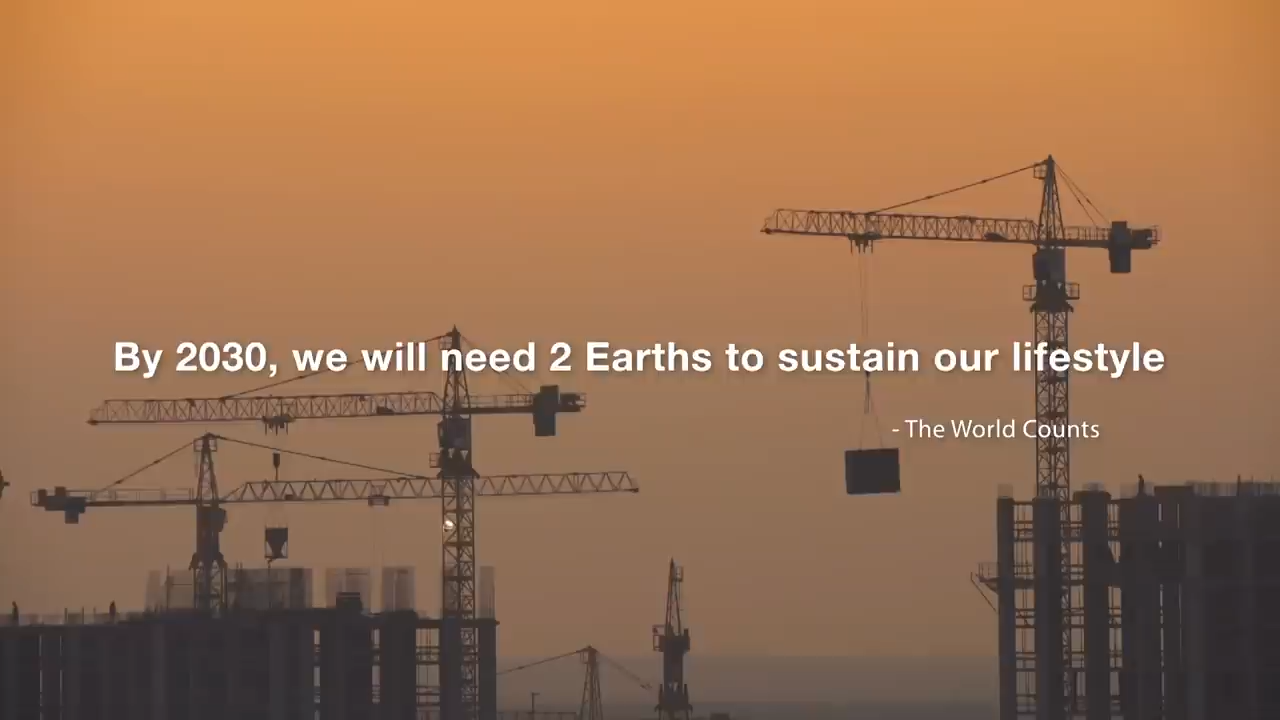 By 2030, we will need 2 Earths to sustain our lifestyle
- The World Counts